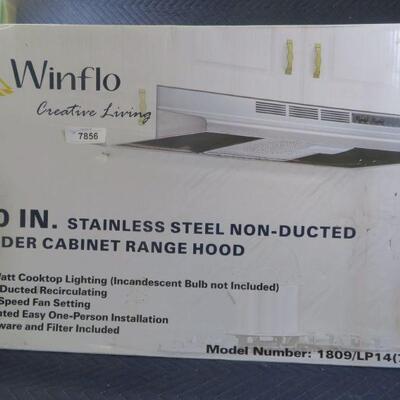 Winflo
Creative Living
7856
0 IN. STAINLESS STEEL NON-DUCTED
DER CABINET RANGE HOOD
Watt Cooktop Lighting (Incandescent Bulb not Included)
Ducted Recirculating
Speed Fan Setting
ted Easy One-Person Installation
ware and Filter Included
Model Number: 1809/LP14(